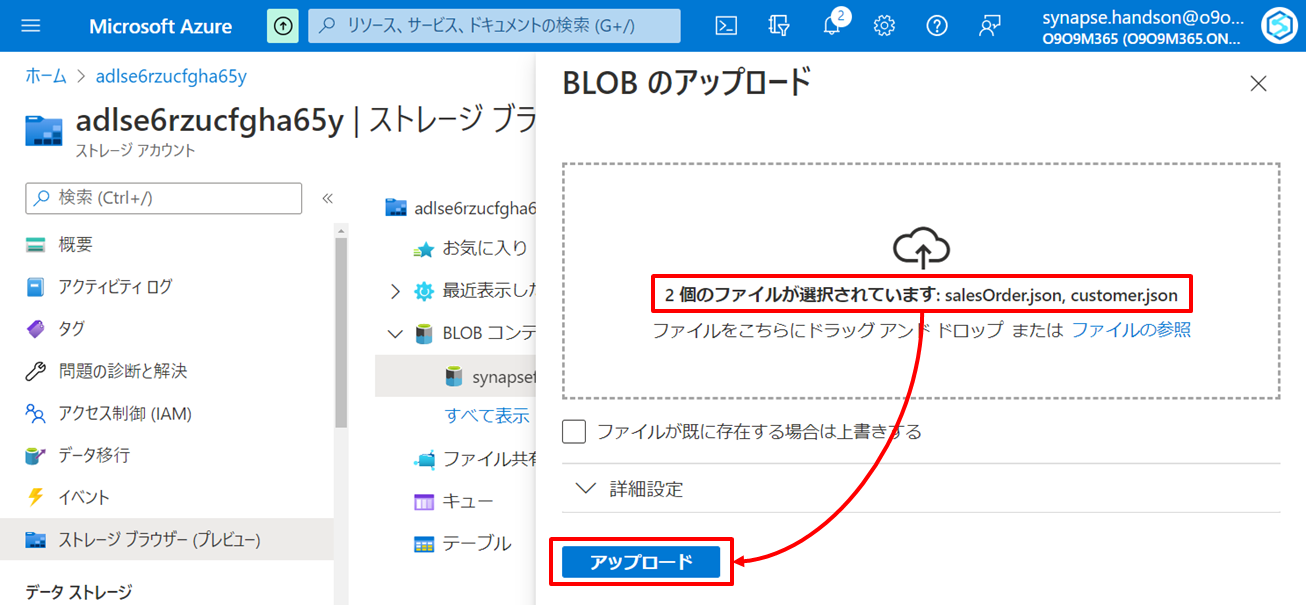 Microsoft Azure
リソース、サービス、ドキュメントの検索 (G+/)
2
synapse.handson@o9o...
O9O9M365 (O9O9M365.ON...
ホーム > adlse6rzucfgha65y
adlse6rzucfgha65y | ストレージ ブラ
ストレージ アカウント
検索 (Ctrl+/)
«
概要
アクティビティ ログ
タグ
問題の診断と解決
アクセス制御 (IAM)
データ移行
イベント
ストレージ ブラウザー (プレビュー)
データ ストレージ
adlse6rzucfgha6
お気に入り
最近表示した
BLOB コンテ
synapsef
すべて表示
ファイル共有
キュー
テーブル
BLOB のアップロード
2 個のファイルが選択されています: salesOrder.json, customer.json
ファイルをこちらにドラッグ アンド ドロップ または ファイルの参照
ファイルが既に存在する場合は上書きする
詳細設定
アップロード